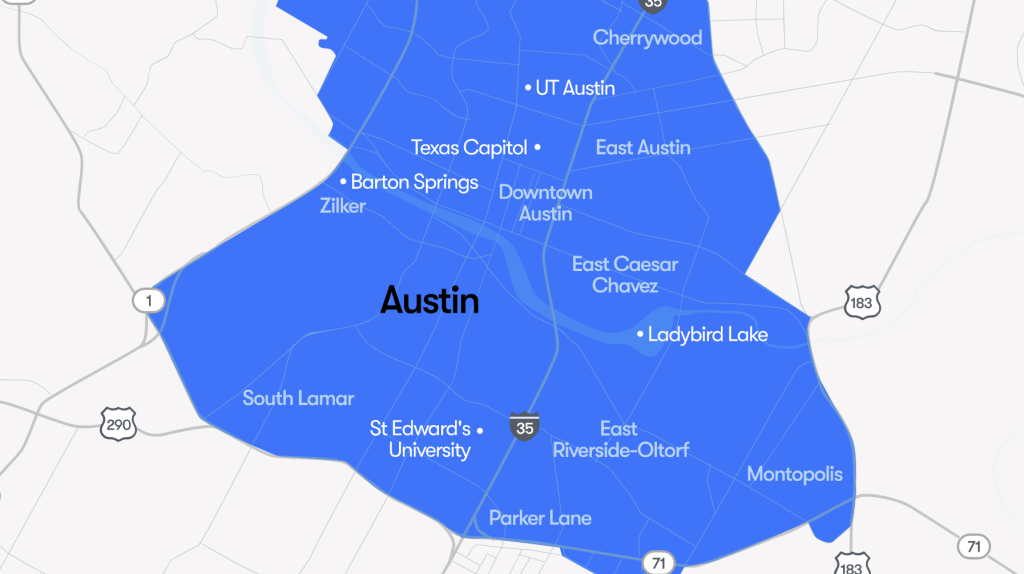 35
Cherrywood
UT Austin
Texas Capitol
East Austin
Barton Springs
Downtown
Austin
Zilker
East Caesar
Chavez
1
Austin
183
Ladybird Lake
South Lamar
290
St Edward's
University
35
East
Riverside-Oltorf
Montopolis
Parker Lane
71
71
183